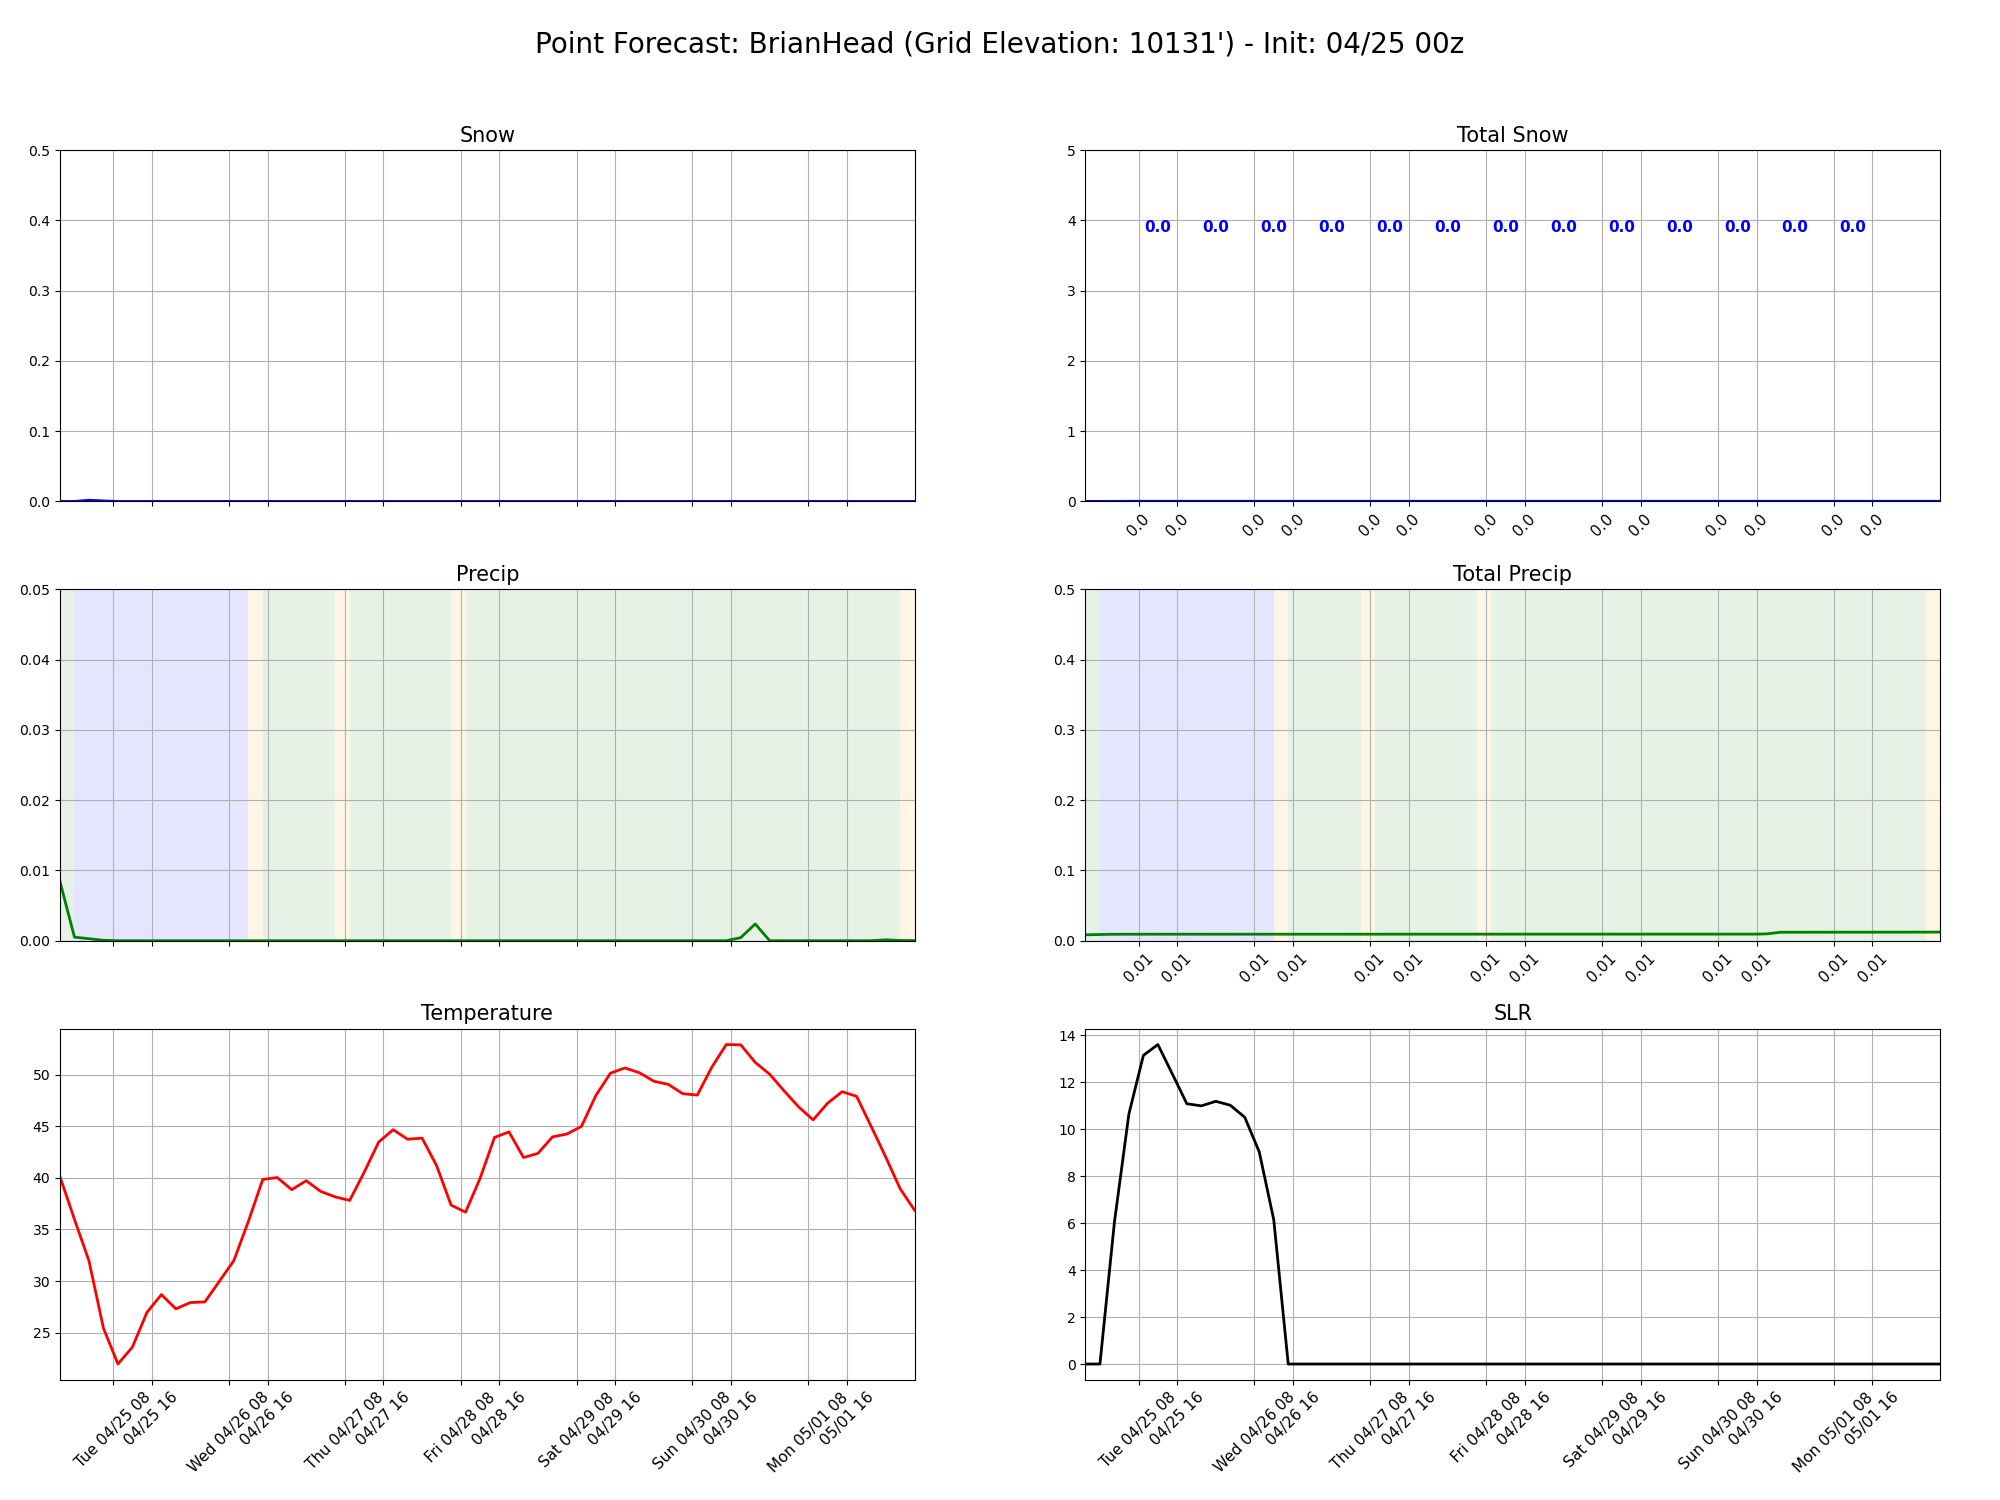 Point Forecast: BrianHead (Grid Elevation: 10131') - Init: 04/25 00z
Snow
0.5
0.4
0.3
0.2
0.1
0.0
Total Snow
5
4
3
2
1
0
0.0 0.0 0.0 0.0 0.0 0.0 0.0 0.0 0.0 0.0 0.0 0.0 0.0
0.0 0.0 0.0 0.0 0.0 0.0 0.0 0.0 0.0 0.0 0.0 0.0 0.0 0.0
Precip
0.05
0.04
0.03
0.02
0.01
0.00
Total Precip
0.5
0.4
0.3
0.2
0.1
0.0
0.01 0.01 0.01 0.01 0.01 0.01 0.01 0.01 0.01 0.01 0.01 0.01 0.01 0.01
Temperature
50
45
40
35
30
25
Tue 04/25 08
04/25 16
Wed 04/26 08
04/26 16
Thu 04/27 08
04/27 16
Fri 04/28 08
04/28 16
Sat 04/29 08
04/29 16
Sun 04/30 08
04/30 16
Mon 05/01 08
05/01 16
SLR
14
12
10
8
6
4
2
0
Tue 04/25 08
04/25 16
Wed 04/26 08
04/26 16
Thu 04/27 08
04/27 16
Fri 04/28 08
04/28 16
Sat 04/29 08
04/29 16
Sun 04/30 08
04/30 16
Mon 05/01 08
05/01 16